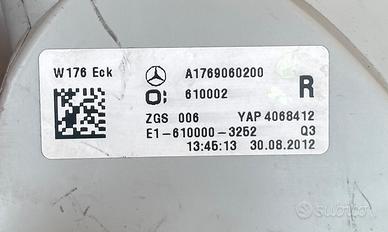 W176 Eck A1769060200
O: 610002 R
ZGS 006 YAP 4068412
E1-610000-3252 Q3
13:45:13 30.08.2012
subito